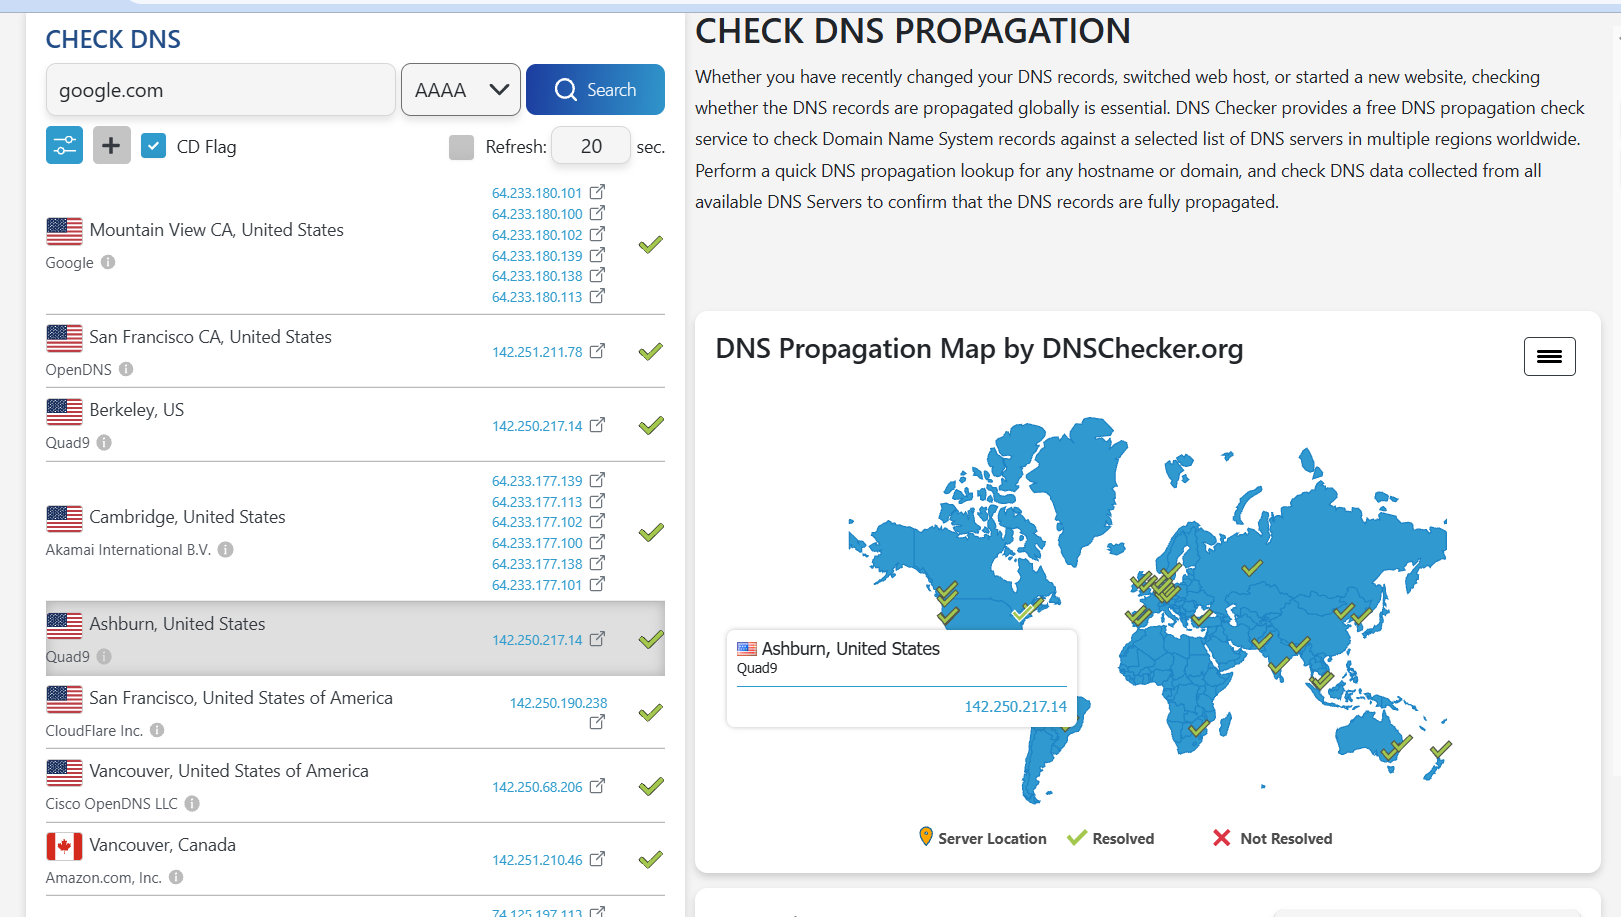 CHECK DNS
google.com
AAAA
Search
CD Flag
Refresh:
20
sec.
Mountain View CA, United States
Google
64.233.180.101
64.233.180.100
64.233.180.102
64.233.180.139
64.233.180.138
64.233.180.113
San Francisco CA, United States
OpenDNS
142.251.211.78
Berkeley, US
Quad9
142.250.217.14
Cambridge, United States
Akamai International B.V.
64.233.177.139
64.233.177.113
64.233.177.102
64.233.177.100
64.233.177.138
64.233.177.101
Ashburn, United States
Quad9
142.250.217.14
San Francisco, United States of America
CloudFlare Inc.
142.250.190.238
Vancouver, United States of America
Cisco OpenDNS LLC
142.250.68.206
Vancouver, Canada
Amazon.com, Inc.
142.251.210.46
74.125.197.113
CHECK DNS PROPAGATION
Whether you have recently changed your DNS records, switched web host, or started a new website, checking
whether the DNS records are propagated globally is essential. DNS Checker provides a free DNS propagation check
service to check Domain Name System records against a selected list of DNS servers in multiple regions worldwide.
Perform a quick DNS propagation lookup for any hostname or domain, and check DNS data collected from all
available DNS Servers to confirm that the DNS records are fully propagated.
DNS Propagation Map by DNSChecker.org
Ashburn, United States
Quad9
142.250.217.14
Server Location
Resolved
Not Resolved